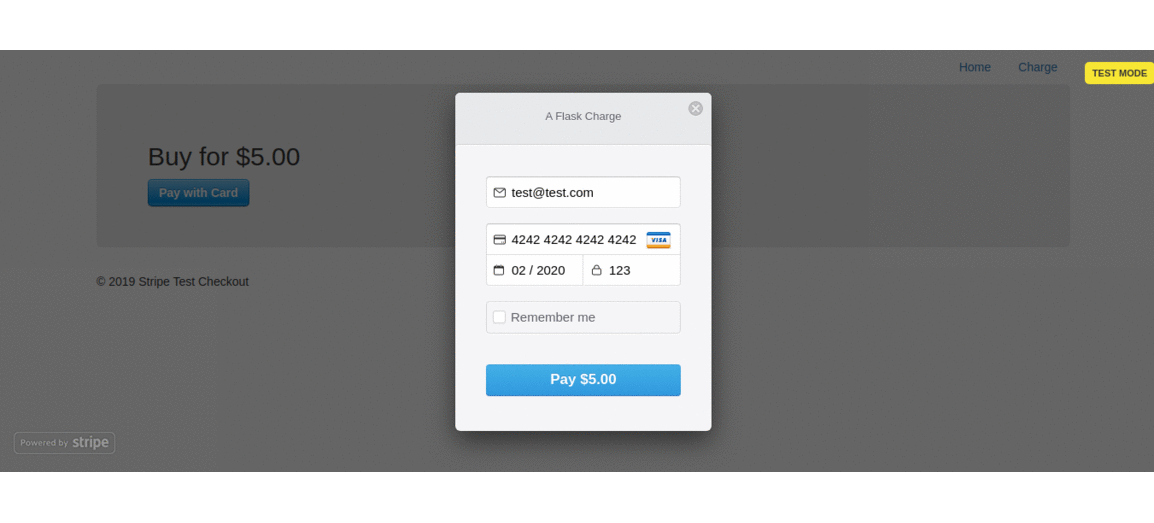 Home Charge
TEST MODE
A Flask Charge
Buy for $5.00
Pay with Card
test@test.com
4242 4242 4242 4242 VISA
02 / 2020 123
© 2019 Stripe Test Checkout
Remember me
Pay $5.00
Powered by stripe